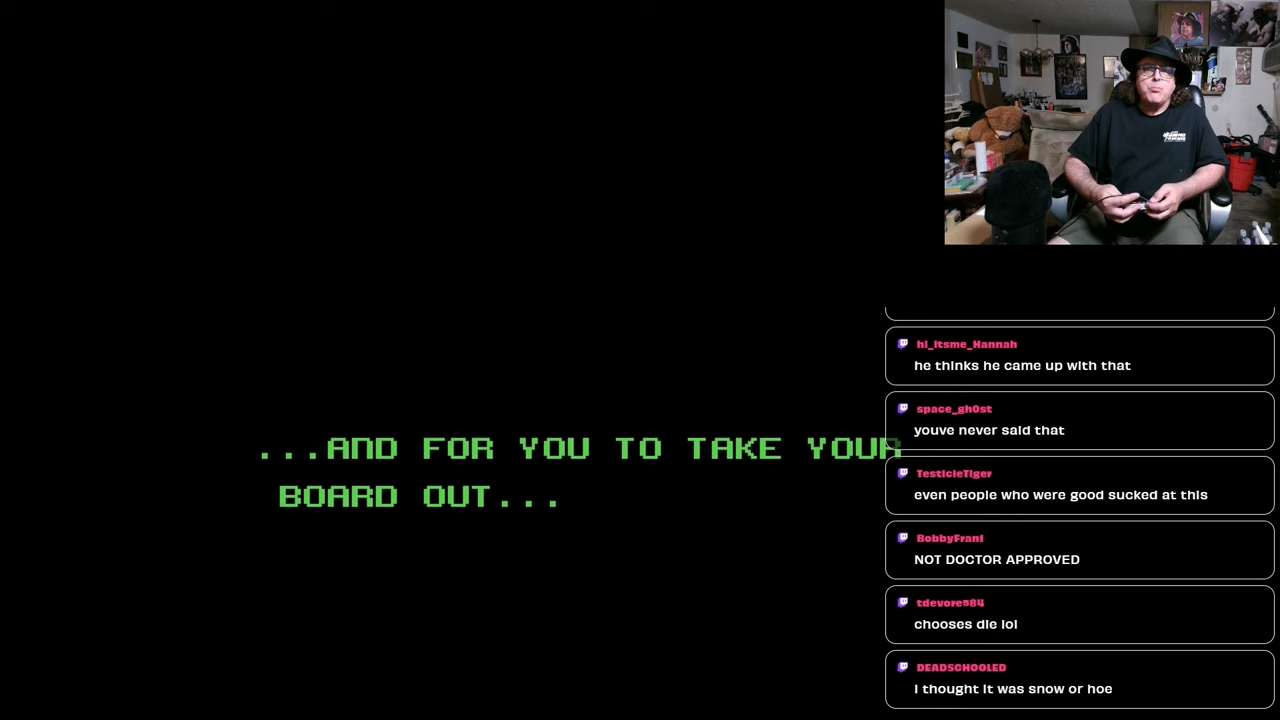 ...AND FOR YOU TO TAKE YOUR
BOARD OUT...
hi_itsme_Hannah
he thinks he came up with that
space_gh0st
youve never said that
TesticleTiger
even people who were good sucked at this
BobbyFrani
NOT DOCTOR APPROVED
tdevore584
chooses die lol
DEADSCHOOLED
I thought it was snow or hoe